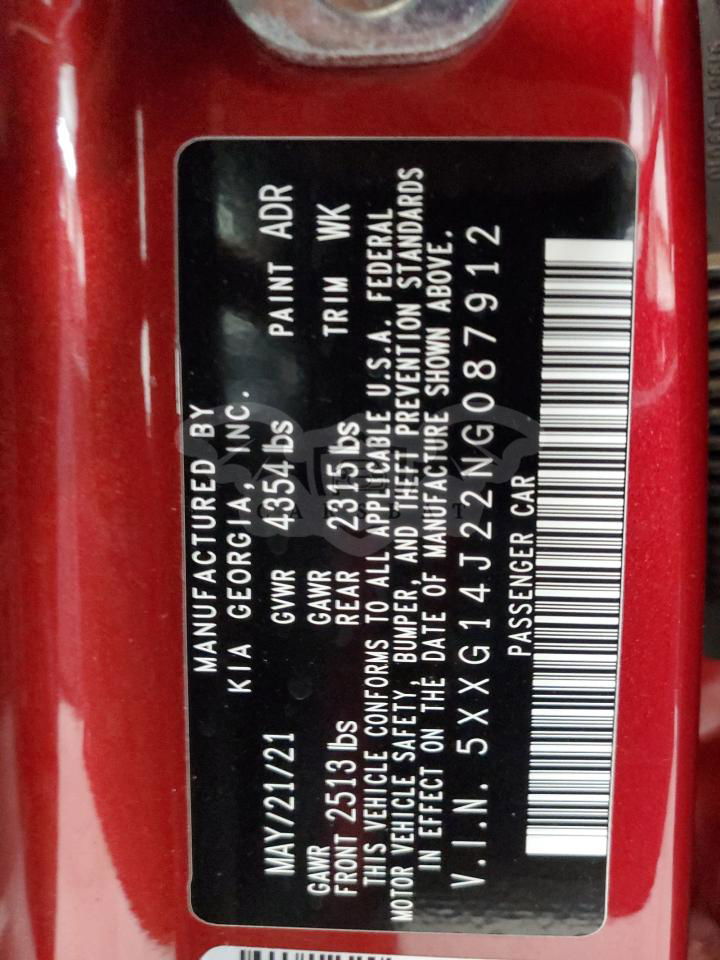 MANUFACTURED BY
KIA GEORGIA, INC.
MAY/21/21 GVWR 4354 lbs PAINT ADR
GAWR GAWR
FRONT 2513 lbs REAR 2315 lbs TRIM WK
THIS VEHICLE CONFORMS TO ALL APPLICABLE U.S.A. FEDERAL
MOTOR VEHICLE SAFETY, BUMPER, AND THEFT PREVENTION STANDARDS
IN EFFECT ON THE DATE OF MANUFACTURE SHOWN ABOVE.
V.I.N. 5XXG14J22NG087912
PASSENGER CAR